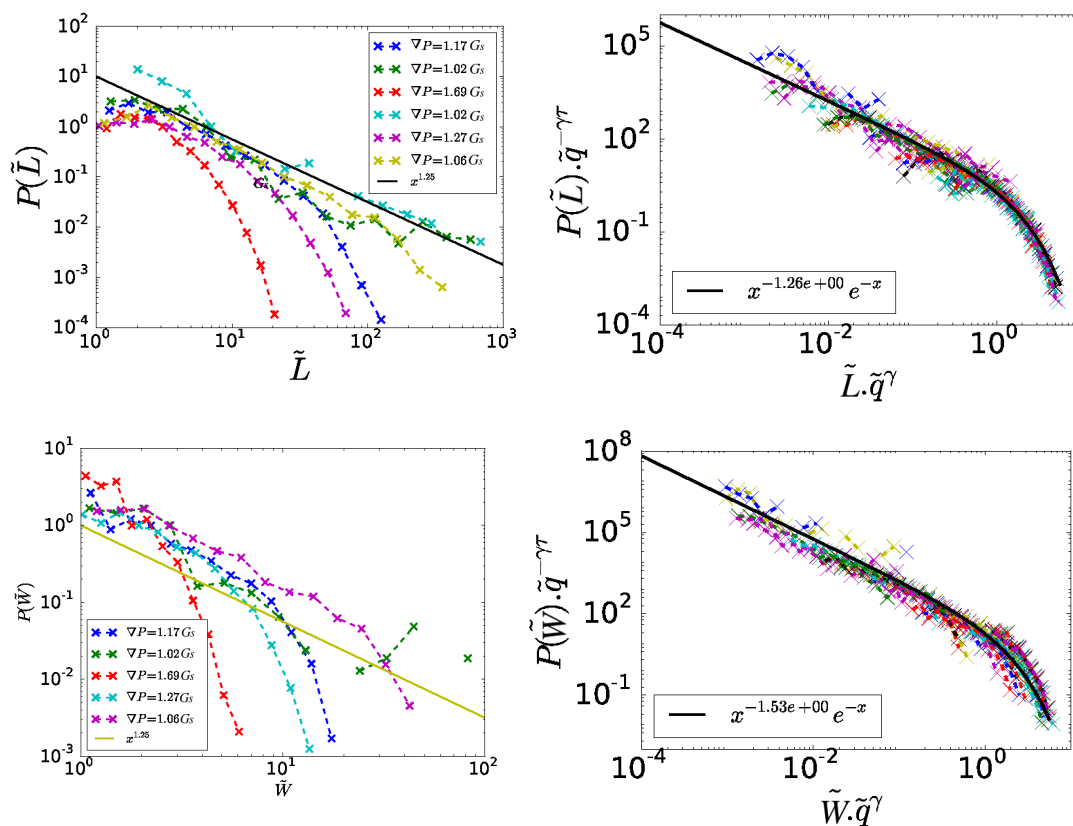 10^2
10^1
10^0
10^-1
10^-2
10^-3
10^-4
P(L̃)
∇P=1.17 Gs
∇P=1.02 Gs
∇P=1.69 Gs
∇P=1.02 Gs
∇P=1.27 Gs
∇P=1.06 Gs
x^1.25
10^0 10^1 10^2 10^3
L̃
10^5
10^2
10^-1
10^-4
P(L̃).q̃^-γτ
x^-1.26e+00 e^-x
10^-4 10^-2 10^0
L̃.q̃^γ
10^1
10^0
10^-1
10^-2
10^-3
P(W̃)
∇P=1.17 Gs
∇P=1.02 Gs
∇P=1.69 Gs
∇P=1.27 Gs
∇P=1.06 Gs
x^1.25
10^0 10^1 10^2
W̃
10^8
10^5
10^2
10^-1
P(W̃).q̃^-γτ
x^-1.53e+00 e^-x
10^-4 10^-2 10^0
W̃.q̃^γ